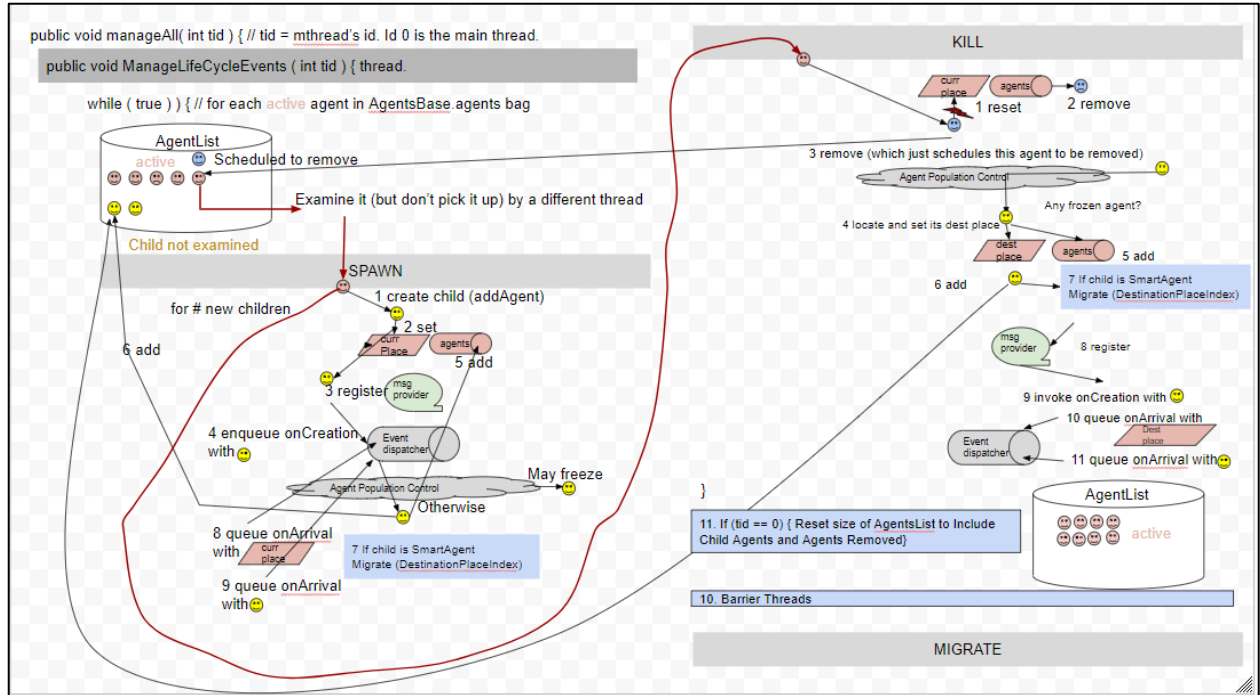 public void manageAll( int tid ) { // tid = mthread's id. Id 0 is the main thread.
public void ManageLifeCycleEvents ( int tid ) { thread.
while ( true ) ) { // for each active agent in AgentsBase.agents bag
AgentList
active
Scheduled to remove
Examine it (but don't pick it up) by a different thread
Child not examined
SPAWN
for # new children
1 create child (addAgent)
2 set
curr
Place
agents
5 add
6 add
3 register
msg
provider
4 enqueue onCreation
with
Event
dispatcher
Agent Population Control
May freeze
Otherwise
8 queue onArrival
with
curr
place
7 If child is SmartAgent
Migrate (DestinationPlaceIndex)
9 queue onArrival
with
KILL
curr
place
agents
1 reset
2 remove
3 remove (which just schedules this agent to be removed)
Agent Population Control
Any frozen agent?
4 locate and set its dest place
dest
place
agents
5 add
6 add
7 If child is SmartAgent
Migrate (DestinationPlaceIndex)
msg
provider
8 register
9 invoke onCreation with
10 queue onArrival with
Dest
place
Event
dispatcher
11 queue onArrival with
}
AgentList
active
11. If (tid == 0) { Reset size of AgentsList to Include
Child Agents and Agents Removed}
10. Barrier Threads
MIGRATE